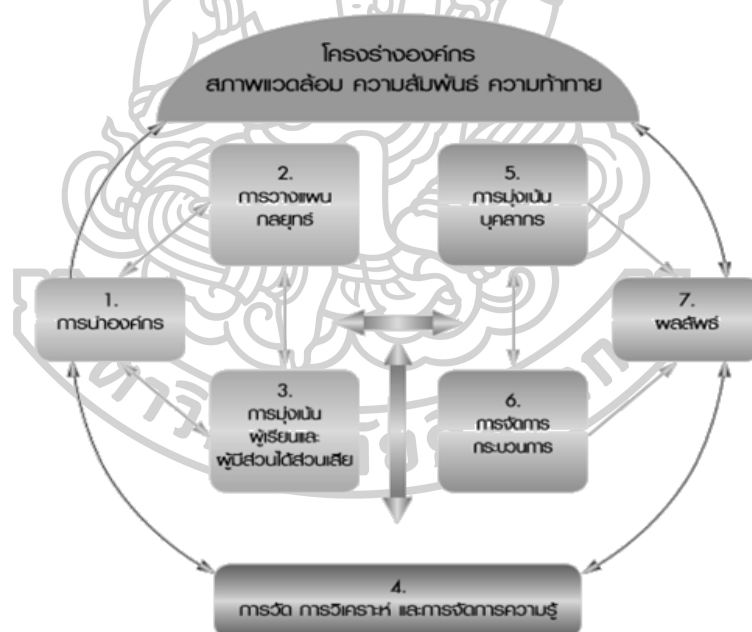 โครงร่างองค์กร
สภาพแวดล้อม ความสัมพันธ์ ความท้าทาย
2.
การวางแผน
กลยุทธ์
5.
การมุ่งเน้น
บุคลากร
1.
การนำองค์กร
7.
ผลลัพธ์
3.
การมุ่งเน้น
ผู้เรียนและ
ผู้มีส่วนได้ส่วนเสีย
6.
การจัดการ
กระบวนการ
4.
การวัด การวิเคราะห์ และการจัดการความรู้